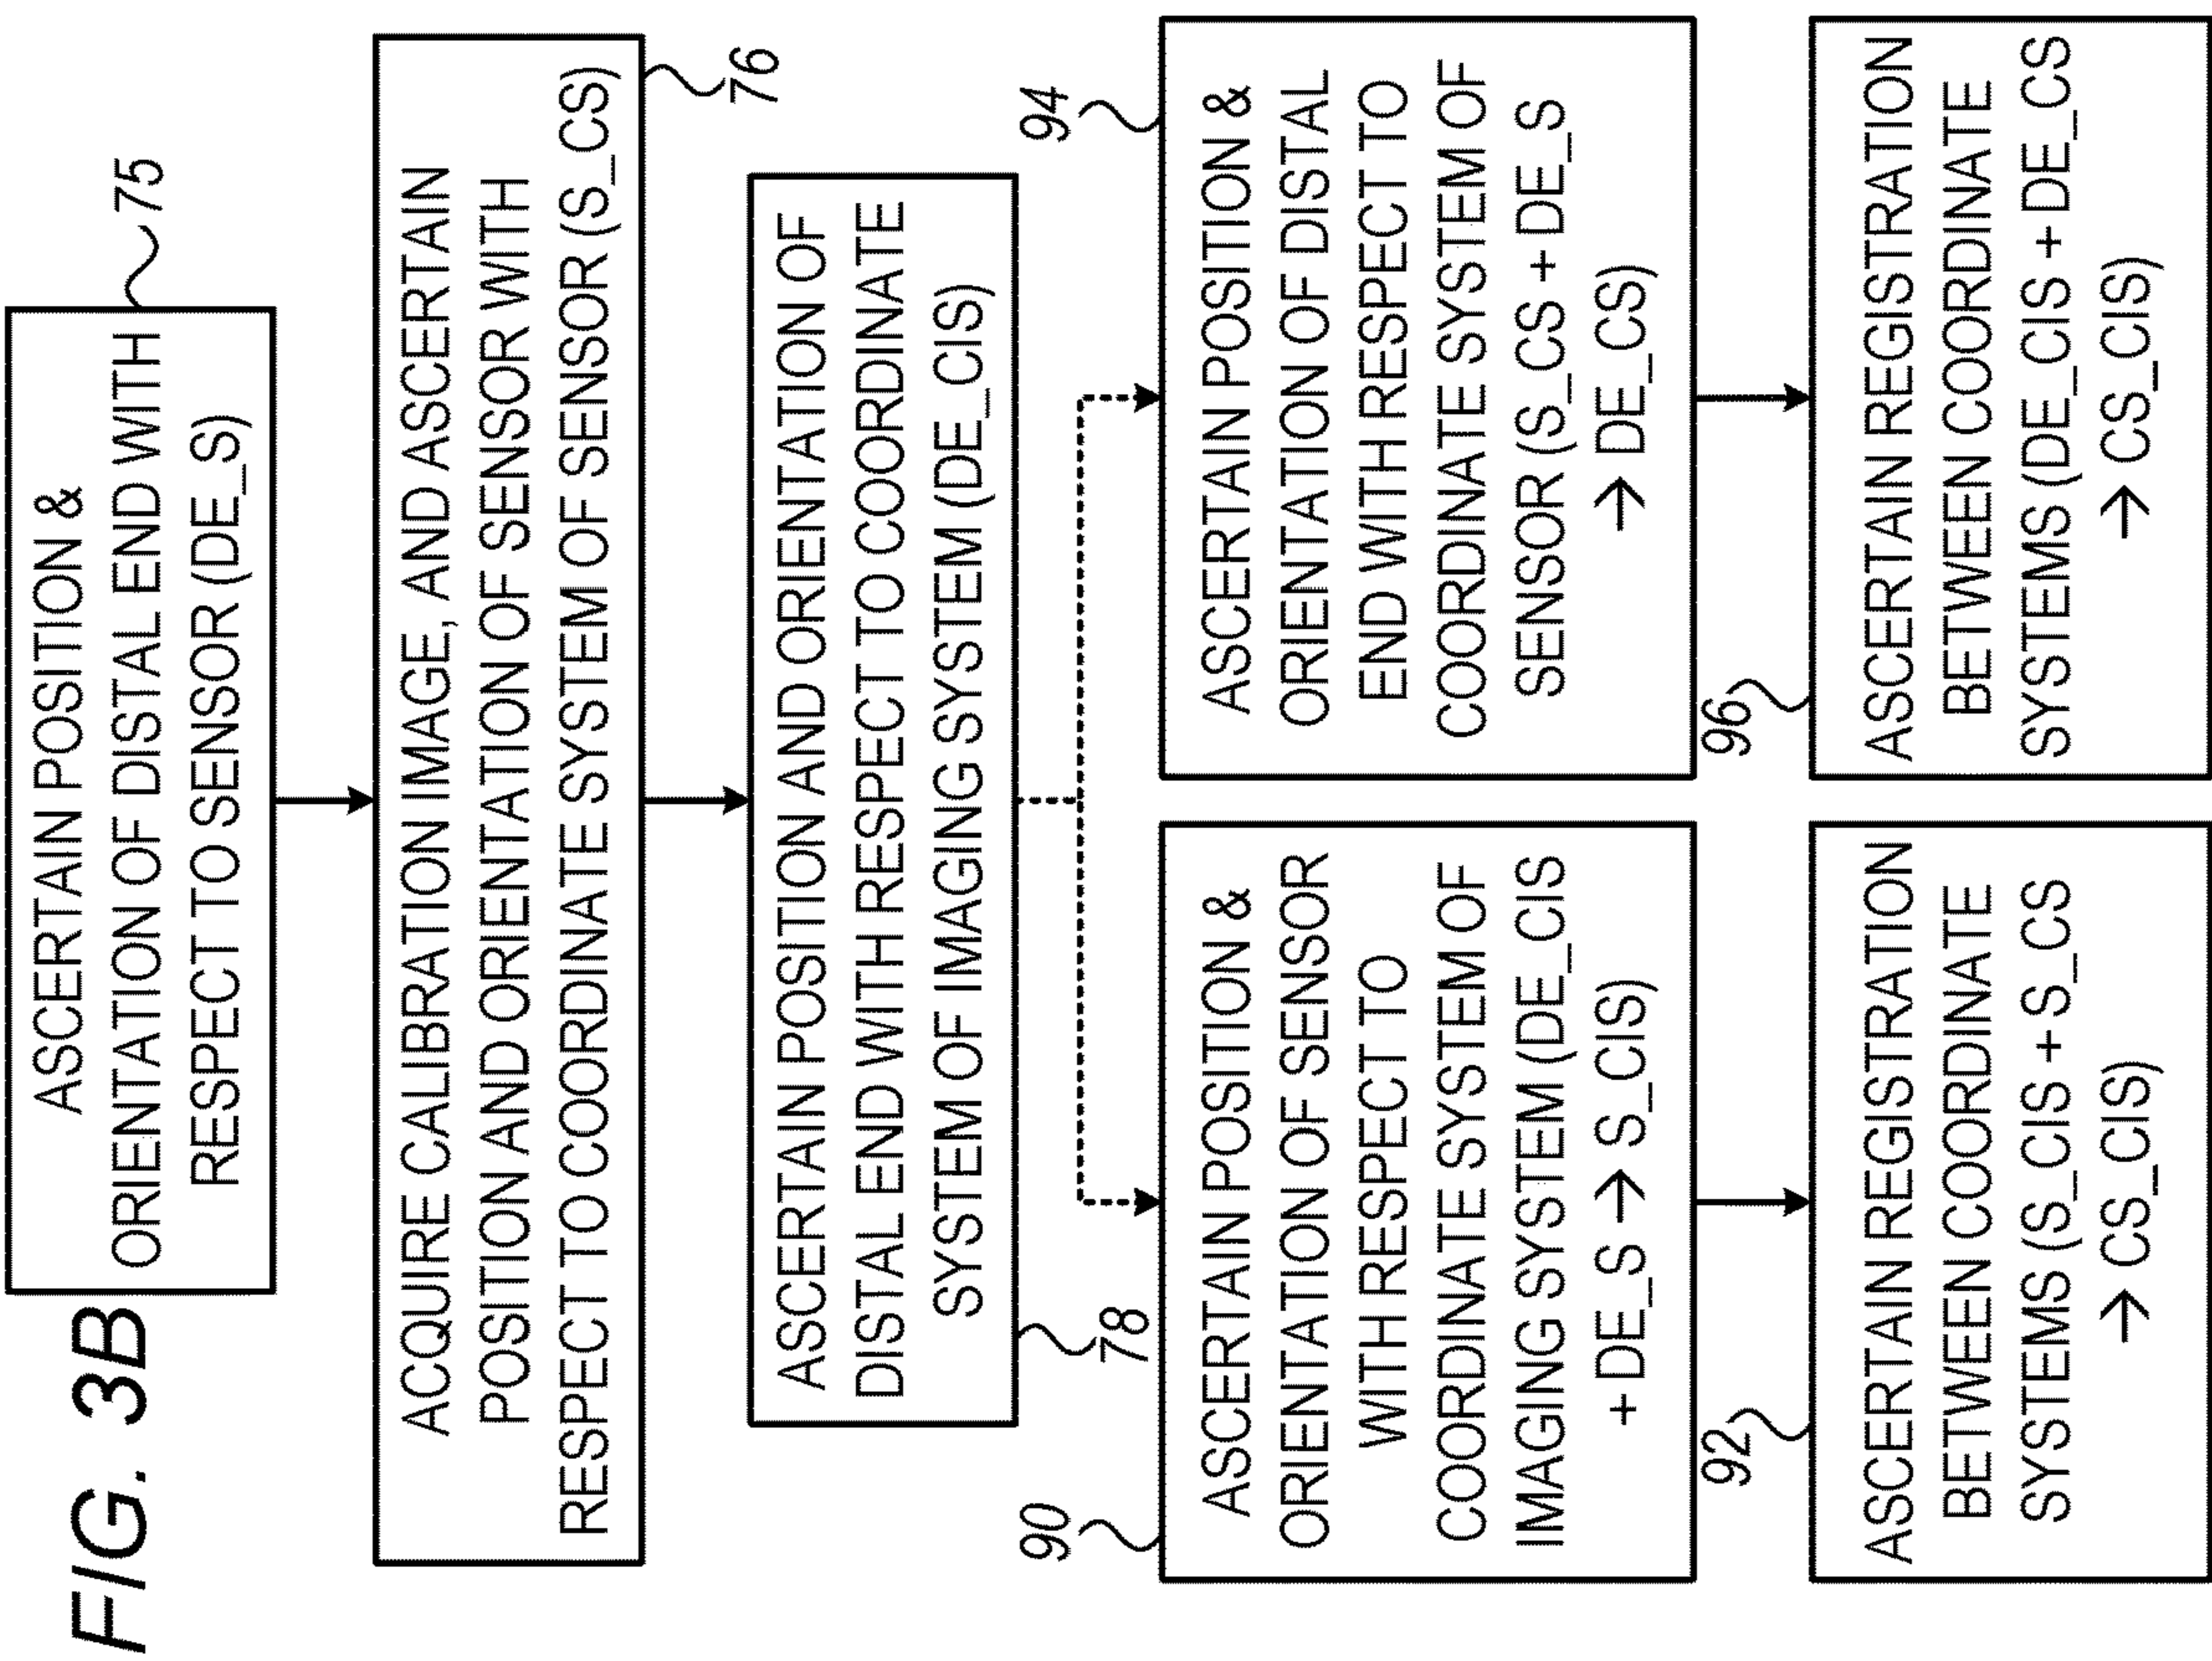 FIG. 3B
ASCERTAIN POSITION &
ORIENTATION OF DISTAL END WITH
RESPECT TO SENSOR (DE_S)
75
ACQUIRE CALIBRATION IMAGE, AND ASCERTAIN
POSITION AND ORIENTATION OF SENSOR WITH
RESPECT TO COORDINATE SYSTEM OF SENSOR (S_CS)
76
ASCERTAIN POSITION AND ORIENTATION OF
DISTAL END WITH RESPECT TO COORDINATE
SYSTEM OF IMAGING SYSTEM (DE_CIS)
78
90
ASCERTAIN POSITION &
ORIENTATION OF SENSOR
WITH RESPECT TO
COORDINATE SYSTEM OF
IMAGING SYSTEM (DE_CIS
+ DE_S → S_CIS)
94
ASCERTAIN POSITION &
ORIENTATION OF DISTAL
END WITH RESPECT TO
COORDINATE SYSTEM OF
SENSOR (S_CS + DE_S
→ DE_CS)
92
ASCERTAIN REGISTRATION
BETWEEN COORDINATE
SYSTEMS (S_CIS + S_CS
→ CS_CIS)
96
ASCERTAIN REGISTRATION
BETWEEN COORDINATE
SYSTEMS (DE_CIS + DE_CS
→ CS_CIS)